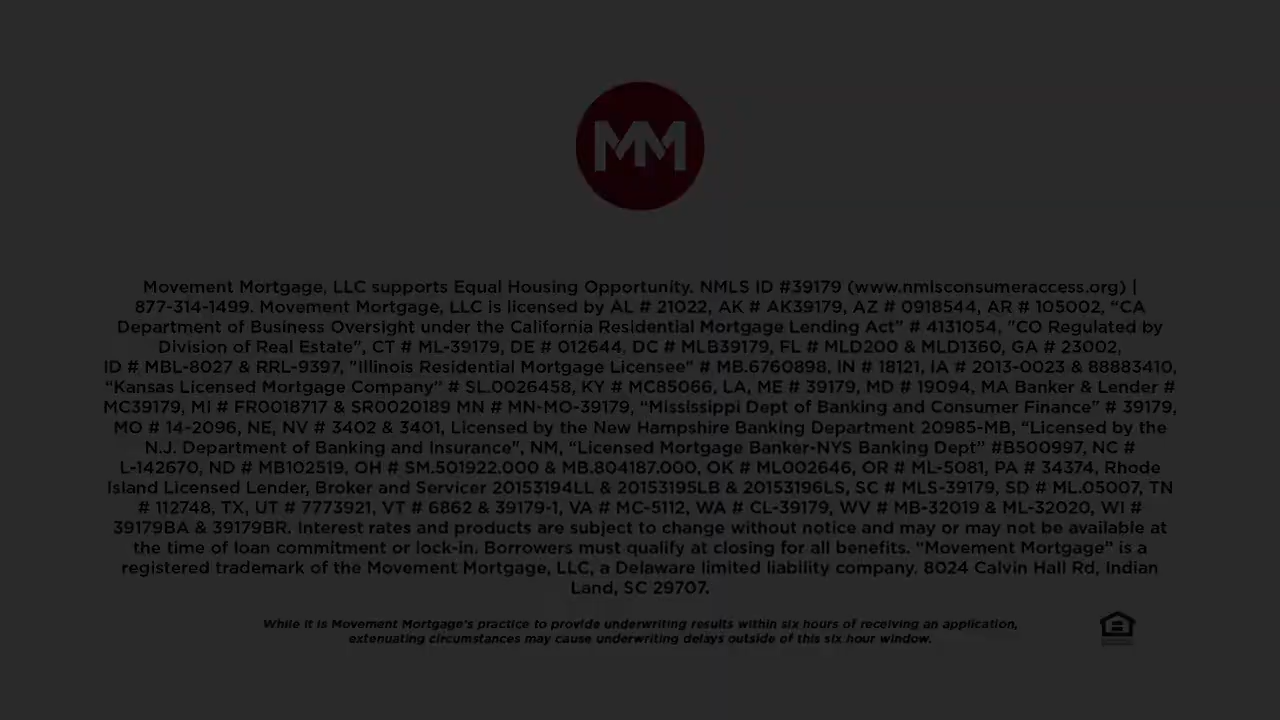 MM
Movement Mortgage, LLC supports Equal Housing Opportunity. NMLS ID #39179 (www.nmlsconsumeraccess.org) |
877-314-1499. Movement Mortgage, LLC is licensed by AL # 21022, AK # AK39179, AZ # 0918544, AR # 105002, “CA
Department of Business Oversight under the California Residential Mortgage Lending Act” # 4131054, "CO Regulated by
Division of Real Estate", CT # ML-39179, DE # 012644, DC # MLB39179, FL # MLD200 & MLD1360, GA # 23002,
ID # MBL-8027 & RRL-9397, "Illinois Residential Mortgage Licensee" # MB.6760898, IN # 18121, IA # 2013-0023 & 88883410,
“Kansas Licensed Mortgage Company” # SL.0026458, KY # MC85066, LA, ME # 39179, MD # 19094, MA Banker & Lender #
MC39179, MI # FR0018717 & SR0020189 MN # MN-MO-39179, “Mississippi Dept of Banking and Consumer Finance” # 39179,
MO # 14-2096, NE, NV # 3402 & 3401, Licensed by the New Hampshire Banking Department 20985-MB, “Licensed by the
N.J. Department of Banking and Insurance", NM, “Licensed Mortgage Banker-NYS Banking Dept” #B500997, NC #
L-142670, ND # MB102519, OH # SM.501922.000 & MB.804187.000, OK # ML002646, OR # ML-5081, PA # 34374, Rhode
Island Licensed Lender, Broker and Servicer 20153194LL & 20153195LB & 20153196LS, SC # MLS-39179, SD # ML.05007, TN
# 112748, TX, UT # 7773921, VT # 6862 & 39179-1, VA # MC-5112, WA # CL-39179, WV # MB-32019 & ML-32020, WI #
39179BA & 39179BR. Interest rates and products are subject to change without notice and may or may not be available at
the time of loan commitment or lock-in. Borrowers must qualify at closing for all benefits. “Movement Mortgage” is a
registered trademark of the Movement Mortgage, LLC, a Delaware limited liability company. 8024 Calvin Hall Rd, Indian
Land, SC 29707.
While it is Movement Mortgage's practice to provide underwriting results within six hours of receiving an application,
extenuating circumstances may cause underwriting delays outside of this six hour window.